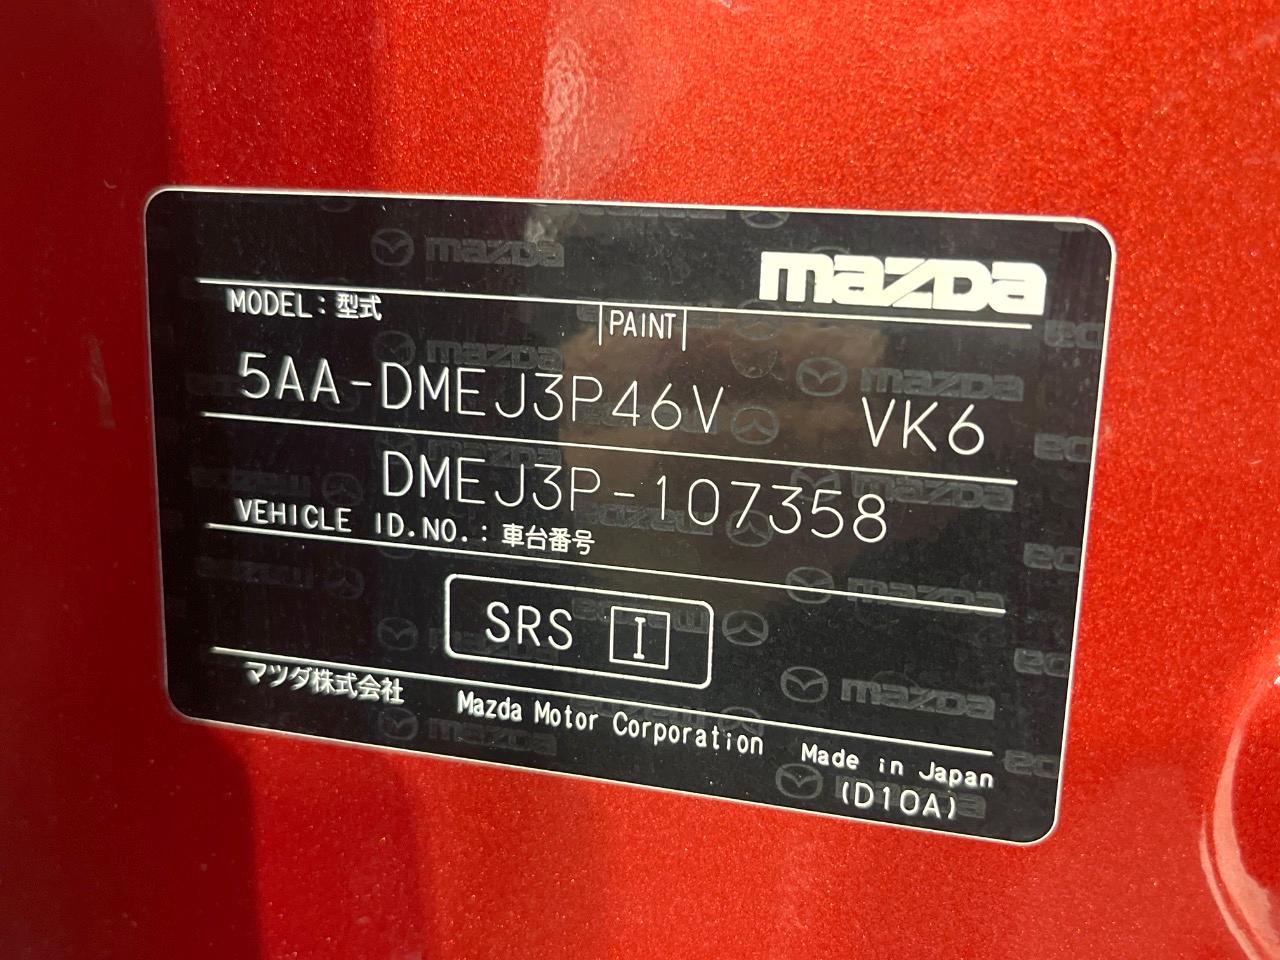 mazda
MODEL：型式
PAINT
5AA-DMEJ3P46V VK6
DMEJ3P-107358
VEHICLE ID.NO.：車台番号
SRS I
マツダ株式会社 Mazda Motor Corporation Made in Japan
(D10A)